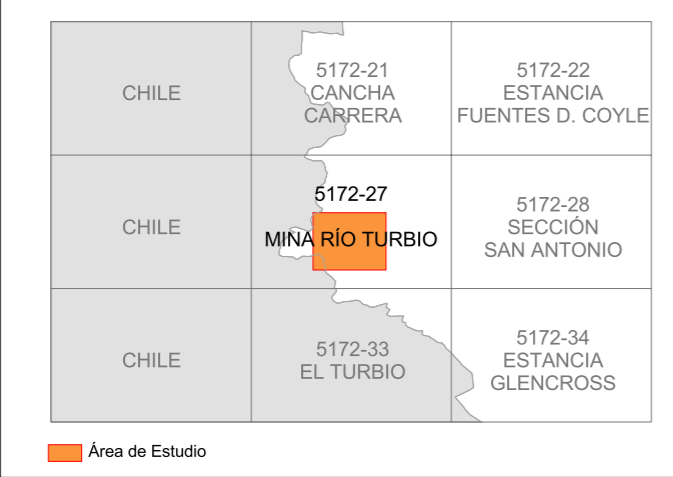 CHILE
5172-21
CANCHA
CARRERA
5172-22
ESTANCIA
FUENTES D. COYLE
CHILE
5172-27
MINA RÍO TURBIO
5172-28
SECCIÓN
SAN ANTONIO
CHILE
5172-33
EL TURBIO
5172-34
ESTANCIA
GLENCROSS
Área de Estudio